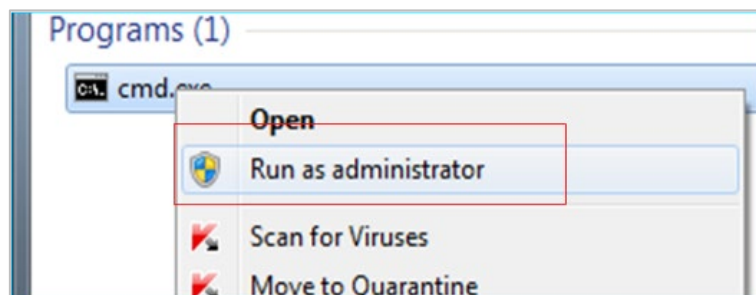 Programs (1)
cmd.exe
Open
Run as administrator
Scan for Viruses
Move to Quarantine